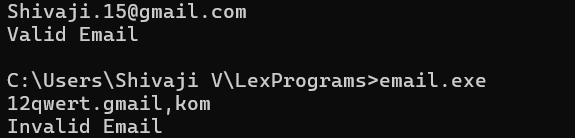 Shivaji.15@gmail.com
Valid Email
C:\Users\Shivaji V\LexPrograms>email.exe
12qwert.gmail,kom
Invalid Email